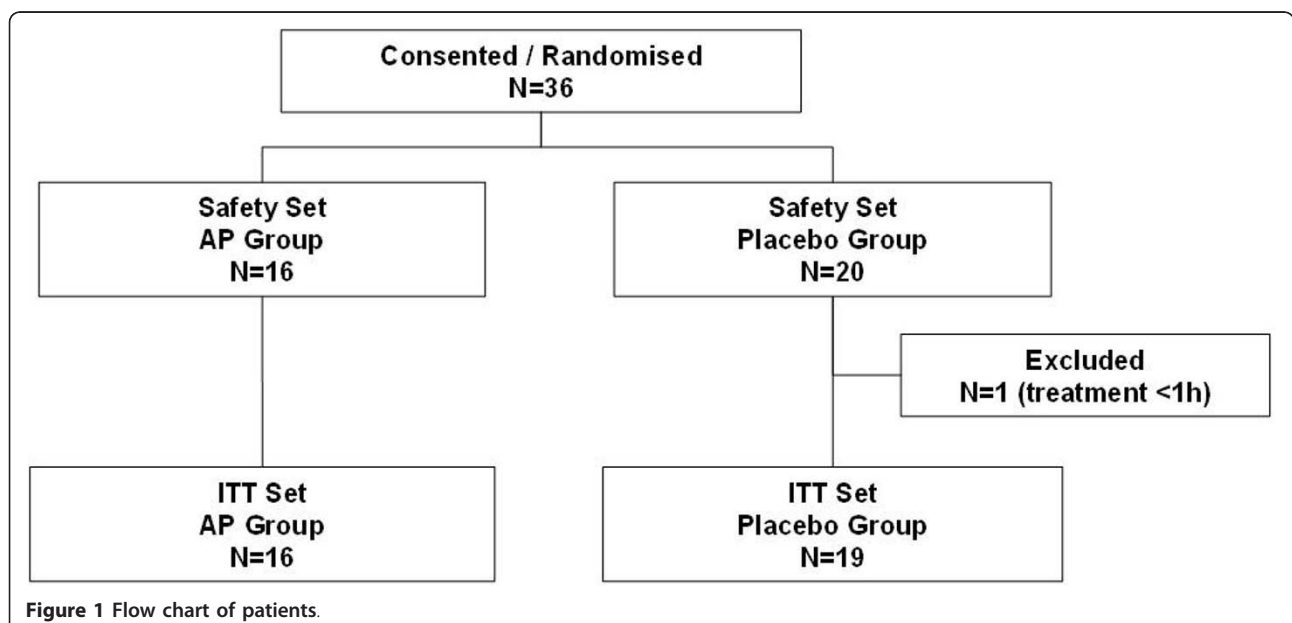 Consented / Randomised
N=36
Safety Set
AP Group
N=16
Safety Set
Placebo Group
N=20
Excluded
N=1 (treatment <1h)
ITT Set
AP Group
N=16
ITT Set
Placebo Group
N=19
Figure 1 Flow chart of patients.